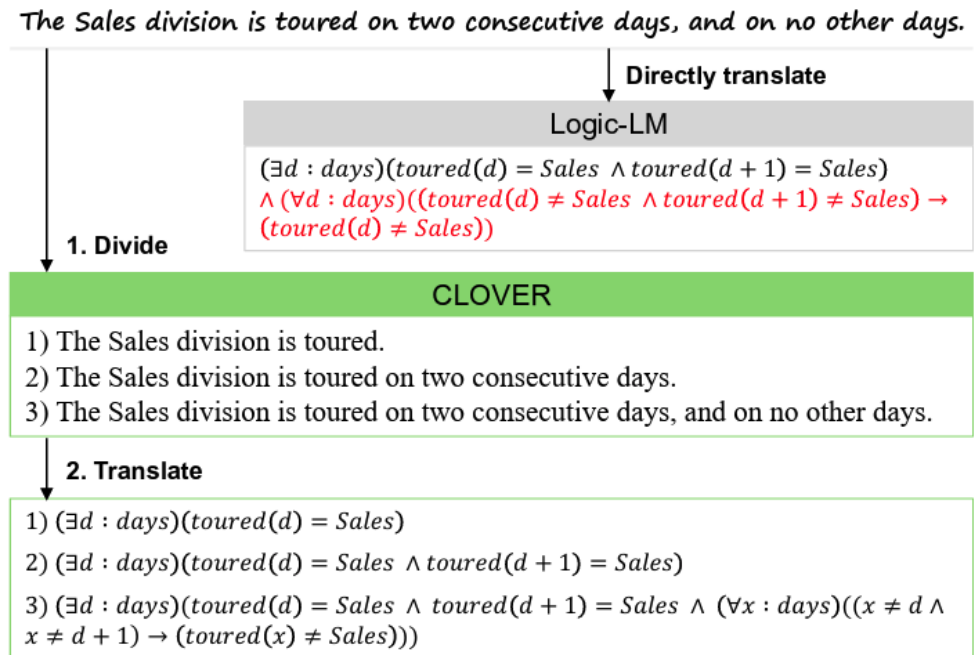 The Sales division is toured on two consecutive days, and on no other days.
Directly translate
Logic-LM
(∃d : days)(toured(d) = Sales ∧ toured(d + 1) = Sales)
∧ (∀d : days)((toured(d) ≠ Sales ∧ toured(d + 1) ≠ Sales) →
(toured(d) ≠ Sales))
1. Divide
CLOVER
1) The Sales division is toured.
2) The Sales division is toured on two consecutive days.
3) The Sales division is toured on two consecutive days, and on no other days.
2. Translate
1) (∃d : days)(toured(d) = Sales)
2) (∃d : days)(toured(d) = Sales ∧ toured(d + 1) = Sales)
3) (∃d : days)(toured(d) = Sales ∧ toured(d + 1) = Sales ∧ (∀x : days)((x ≠ d ∧
x ≠ d + 1) → (toured(x) ≠ Sales)))